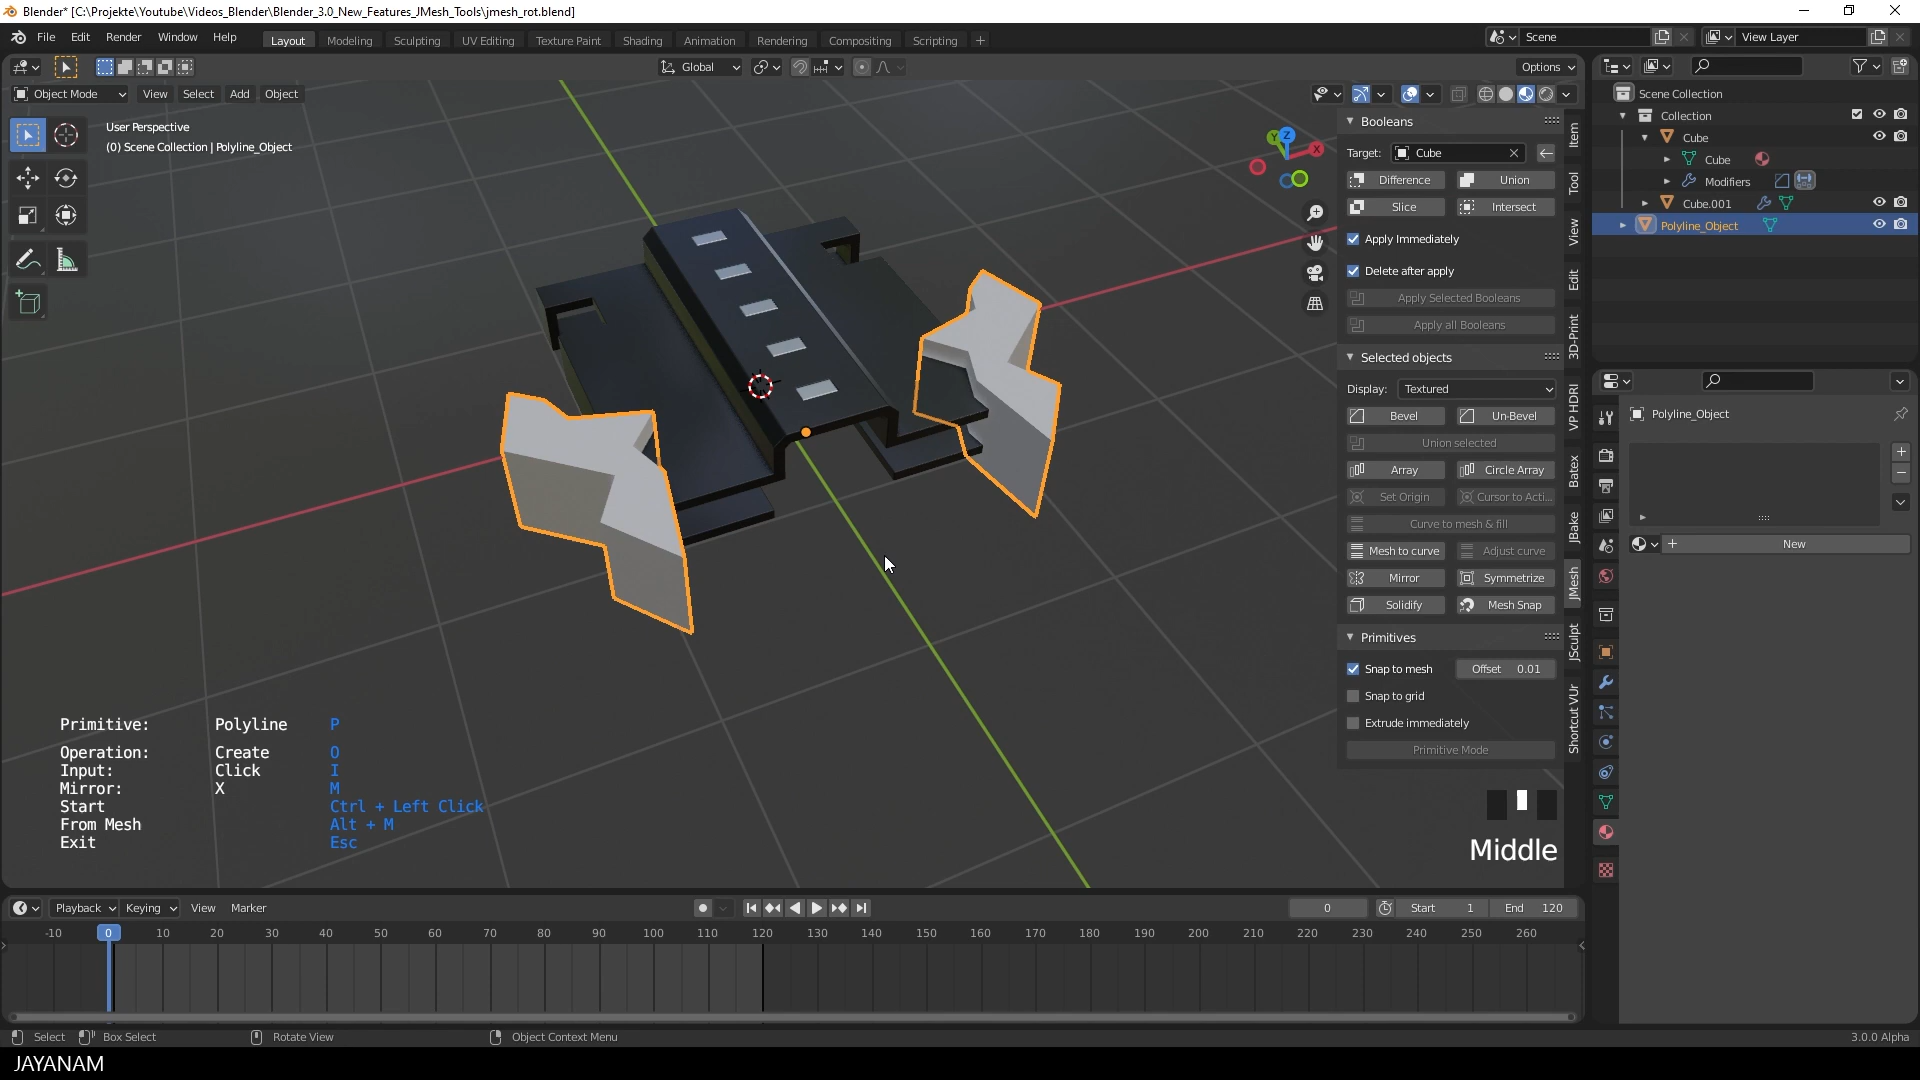 Blender* [C:\Projekte\Youtube\Videos_Blender\Blender_3.0_New_Features_JMesh_Tools\jmesh_rot.blend]
File Edit Render Window Help Layout Modeling Sculpting UV Editing Texture Paint Shading Animation Rendering Compositing Scripting + Scene View Layer
Global Options
Object Mode View Select Add Object
User Perspective
(0) Scene Collection | Polyline_Object
X
Y
Z
Booleans
Target: Cube
Difference Union
Slice Intersect
Apply Immediately
Delete after apply
Apply Selected Booleans
Apply all Booleans
Selected objects
Display: Textured
Bevel Un-Bevel
Union selected
Array Circle Array
Set Origin Cursor to Acti...
Curve to mesh & fill
Mesh to curve Adjust curve
Mirror Symmetrize
Solidify Mesh Snap
Primitives
Snap to mesh Offset 0.01
Snap to grid
Extrude immediately
Primitive Mode
Item
Tool
View
Edit
3D-Print
VP HDRI
Batex
JBake
JMesh
JSculpt
Shortcut VUr
Scene Collection
Collection
Cube
Cube
Modifiers
Cube.001
Polyline_Object
Polyline_Object
New
Primitive: Polyline P
Operation: Create O
Input: Click I
Mirror: X M
Start Ctrl + Left Click
From Mesh Alt + M
Exit Esc
Middle
Playback Keying View Marker 0 Start 1 End 120
-10 0 10 20 30 40 50 60 70 80 90 100 110 120 130 140 150 160 170 180 190 200 210 220 230 240 250 260
Select Box Select Rotate View Object Context Menu 3.0.0 Alpha
JAYANAM